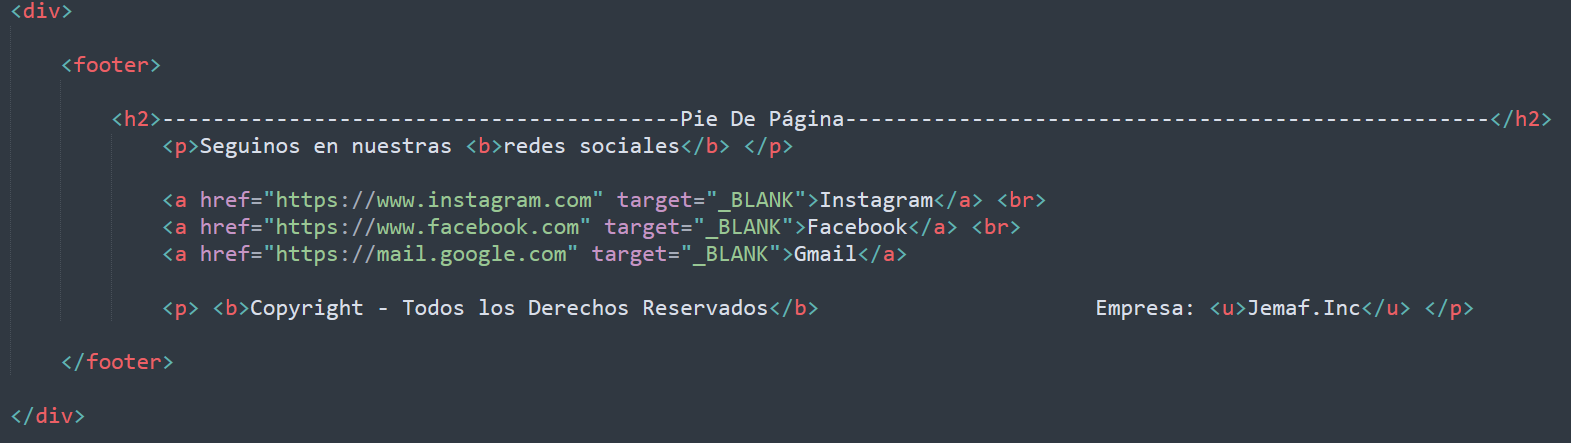 <div>
<footer>
<h2>-----------------------------------------Pie De Página---------------------------------------------------</h2>
<p>Seguinos en nuestras <b>redes sociales</b> </p>
<a href="https://www.instagram.com" target="_BLANK">Instagram</a> <br>
<a href="https://www.facebook.com" target="_BLANK">Facebook</a> <br>
<a href="https://mail.google.com" target="_BLANK">Gmail</a>
<p> <b>Copyright - Todos los Derechos Reservados</b>                      Empresa: <u>Jemaf.Inc</u> </p>
</footer>
</div>